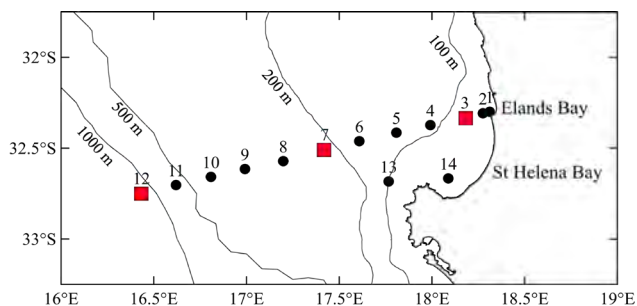 32°S
32.5°S
33°S
100 m
200 m
500 m
1000 m
12
11
10
9
8
7
6
5
4
3
2
1
Elands Bay
13
14
St Helena Bay
16°E
16.5°E
17°E
17.5°E
18°E
18.5°E
19°E